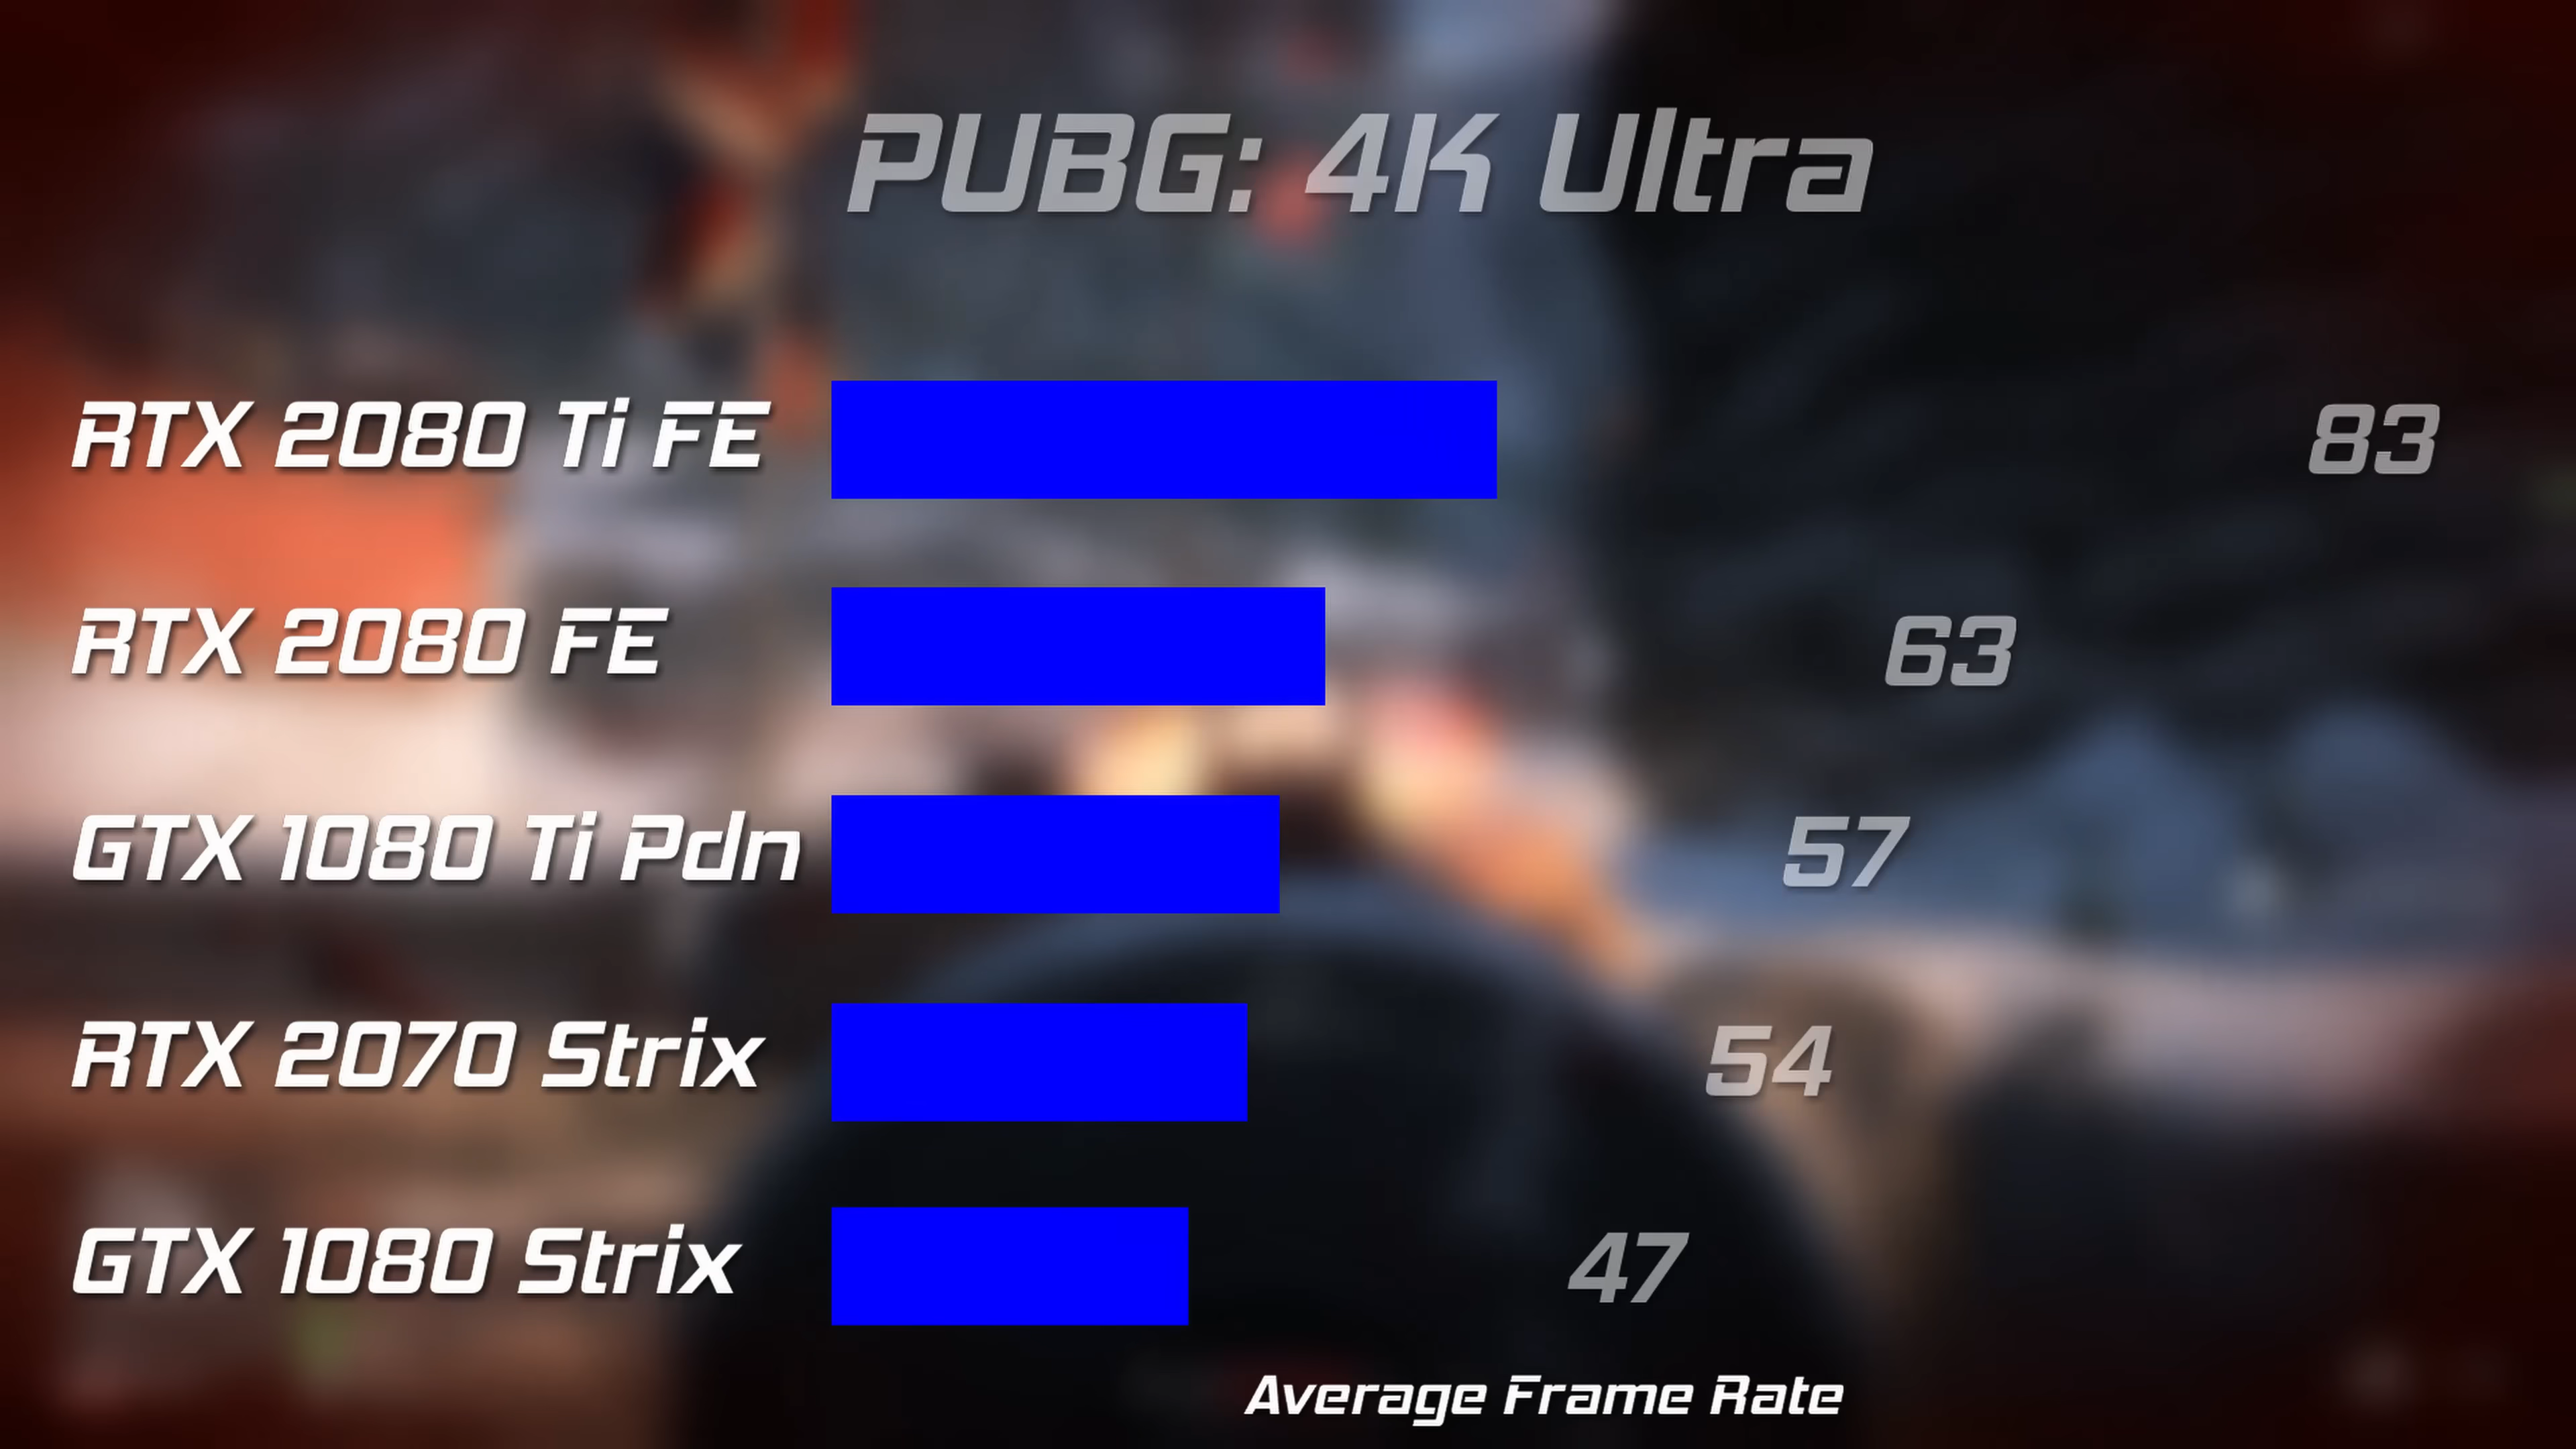 PUBG: 4K Ultra
RTX 2080 Ti FE 83
RTX 2080 FE 63
GTX 1080 Ti Pdn 57
RTX 2070 Strix 54
GTX 1080 Strix 47
Average Frame Rate